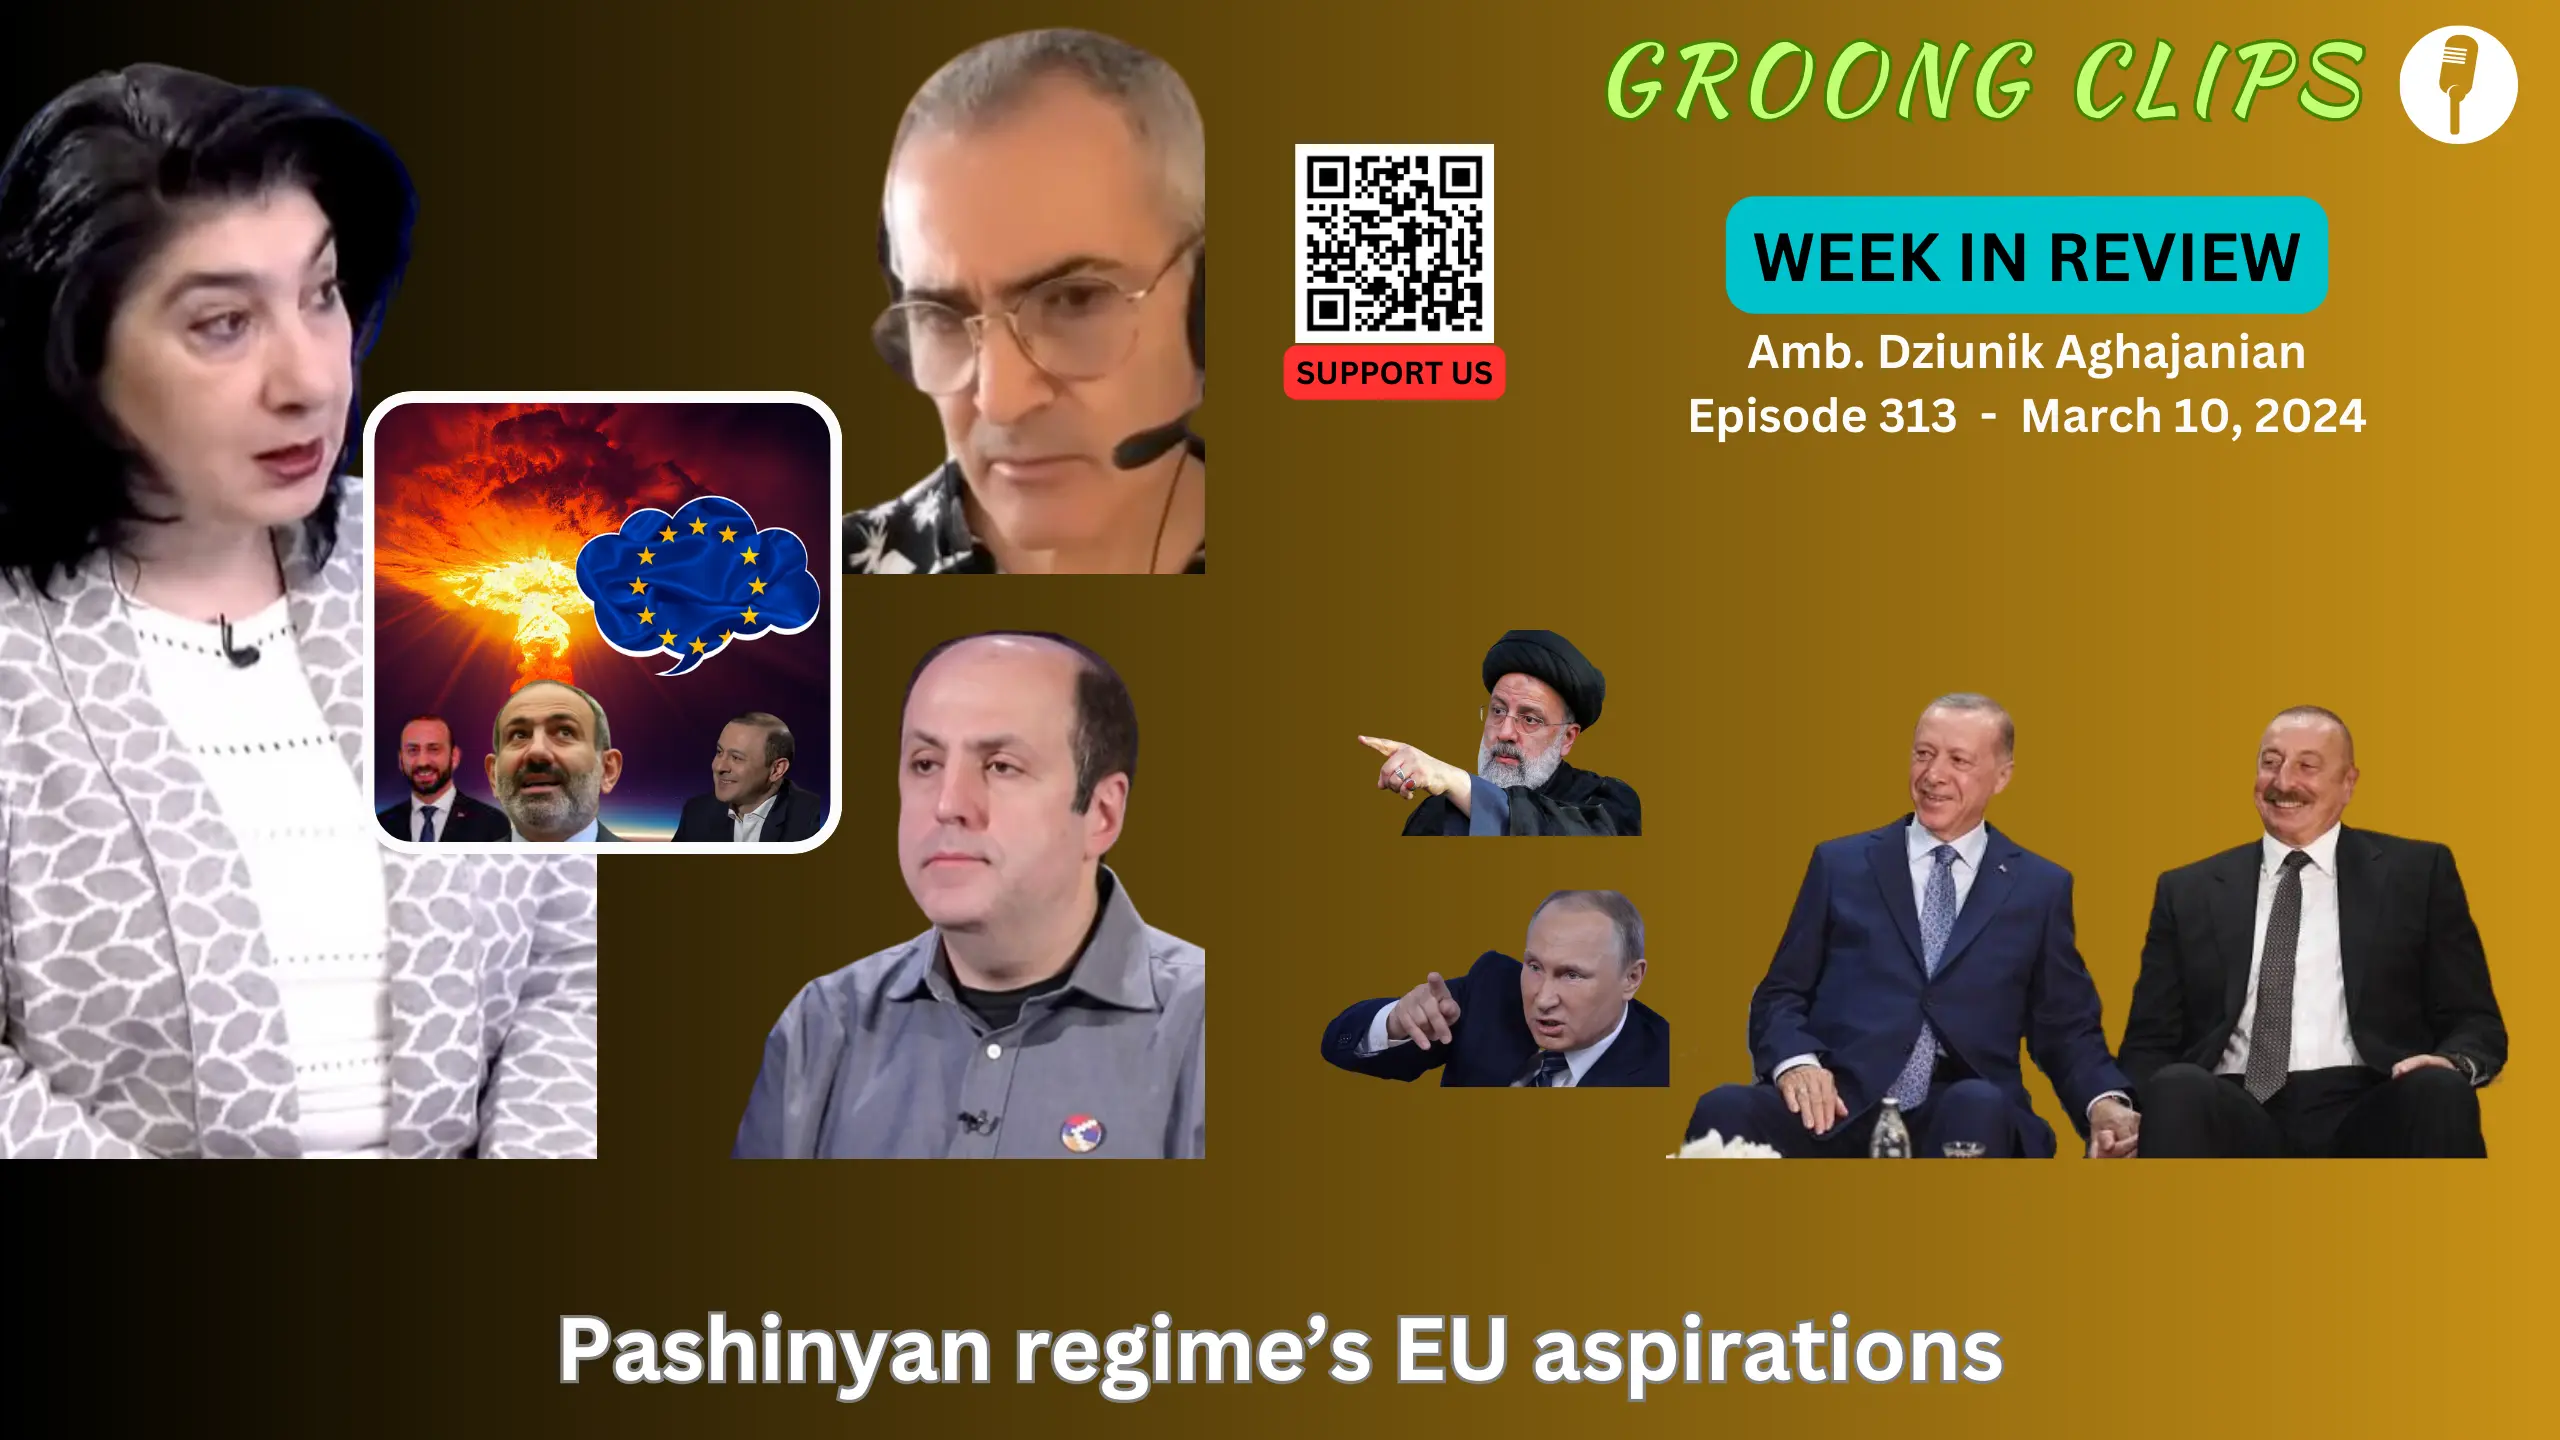 GROONG CLIPS
WEEK IN REVIEW
Amb. Dziunik Aghajanian
Episode 313 - March 10, 2024
SUPPORT US
Pashinyan regime's EU aspirations